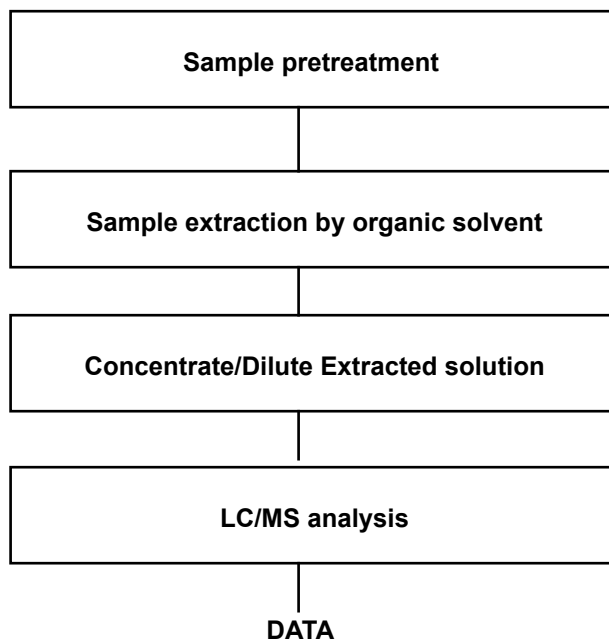 Sample pretreatment
Sample extraction by organic solvent
Concentrate/Dilute Extracted solution
LC/MS analysis
DATA